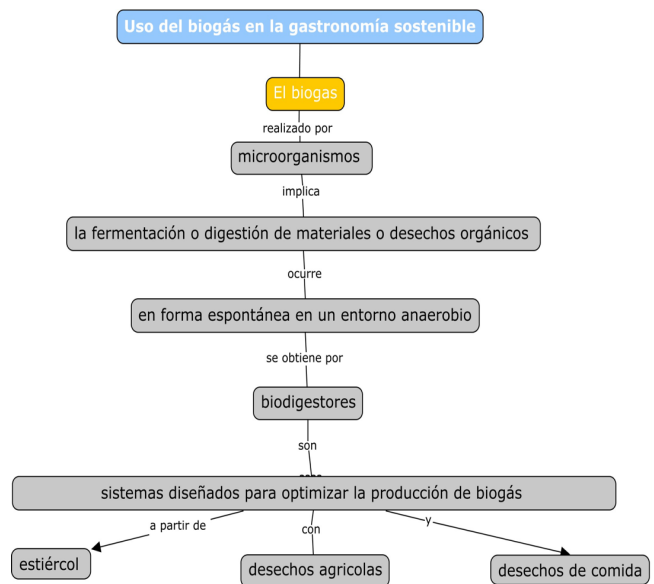 Uso del biogás en la gastronomía sostenible
El biogas
realizado por
microorganismos
implica
la fermentación o digestión de materiales o desechos orgánicos
ocurre
en forma espontánea en un entorno anaerobio
se obtiene por
biodigestores
son
sistemas diseñados para optimizar la producción de biogás
a partir de
con
y
estiércol
desechos agricolas
desechos de comida